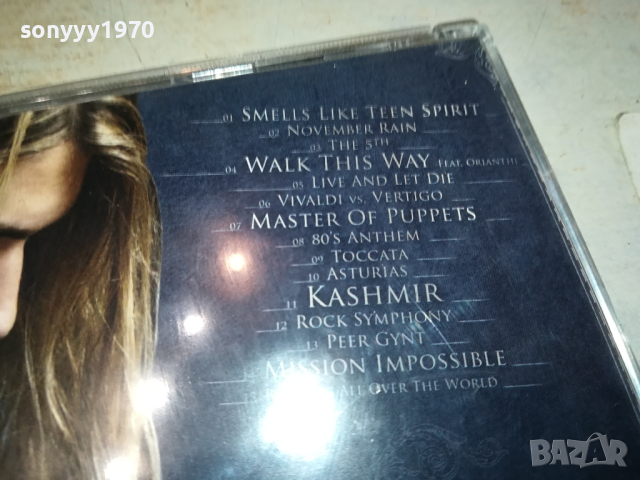 sonyyy1970
01 SMELLS LIKE TEEN SPIRIT
02 NOVEMBER RAIN
03 THE 5TH
04 WALK THIS WAY FEAT. ORIANTHI
05 LIVE AND LET DIE
06 VIVALDI VS. VERTIGO
07 MASTER OF PUPPETS
08 80'S ANTHEM
09 TOCCATA
10 ASTURIAS
11 KASHMIR
12 ROCK SYMPHONY
13 PEER GYNT
MISSION IMPOSSIBLE
ALL OVER THE WORLD
BAZAR